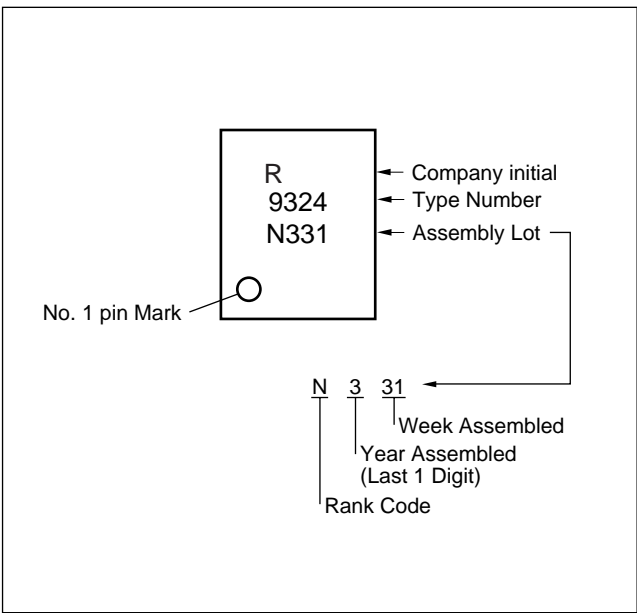 R
9324
N331
Company initial
Type Number
Assembly Lot
No. 1 pin Mark
N 3 31
Week Assembled
Year Assembled
(Last 1 Digit)
Rank Code